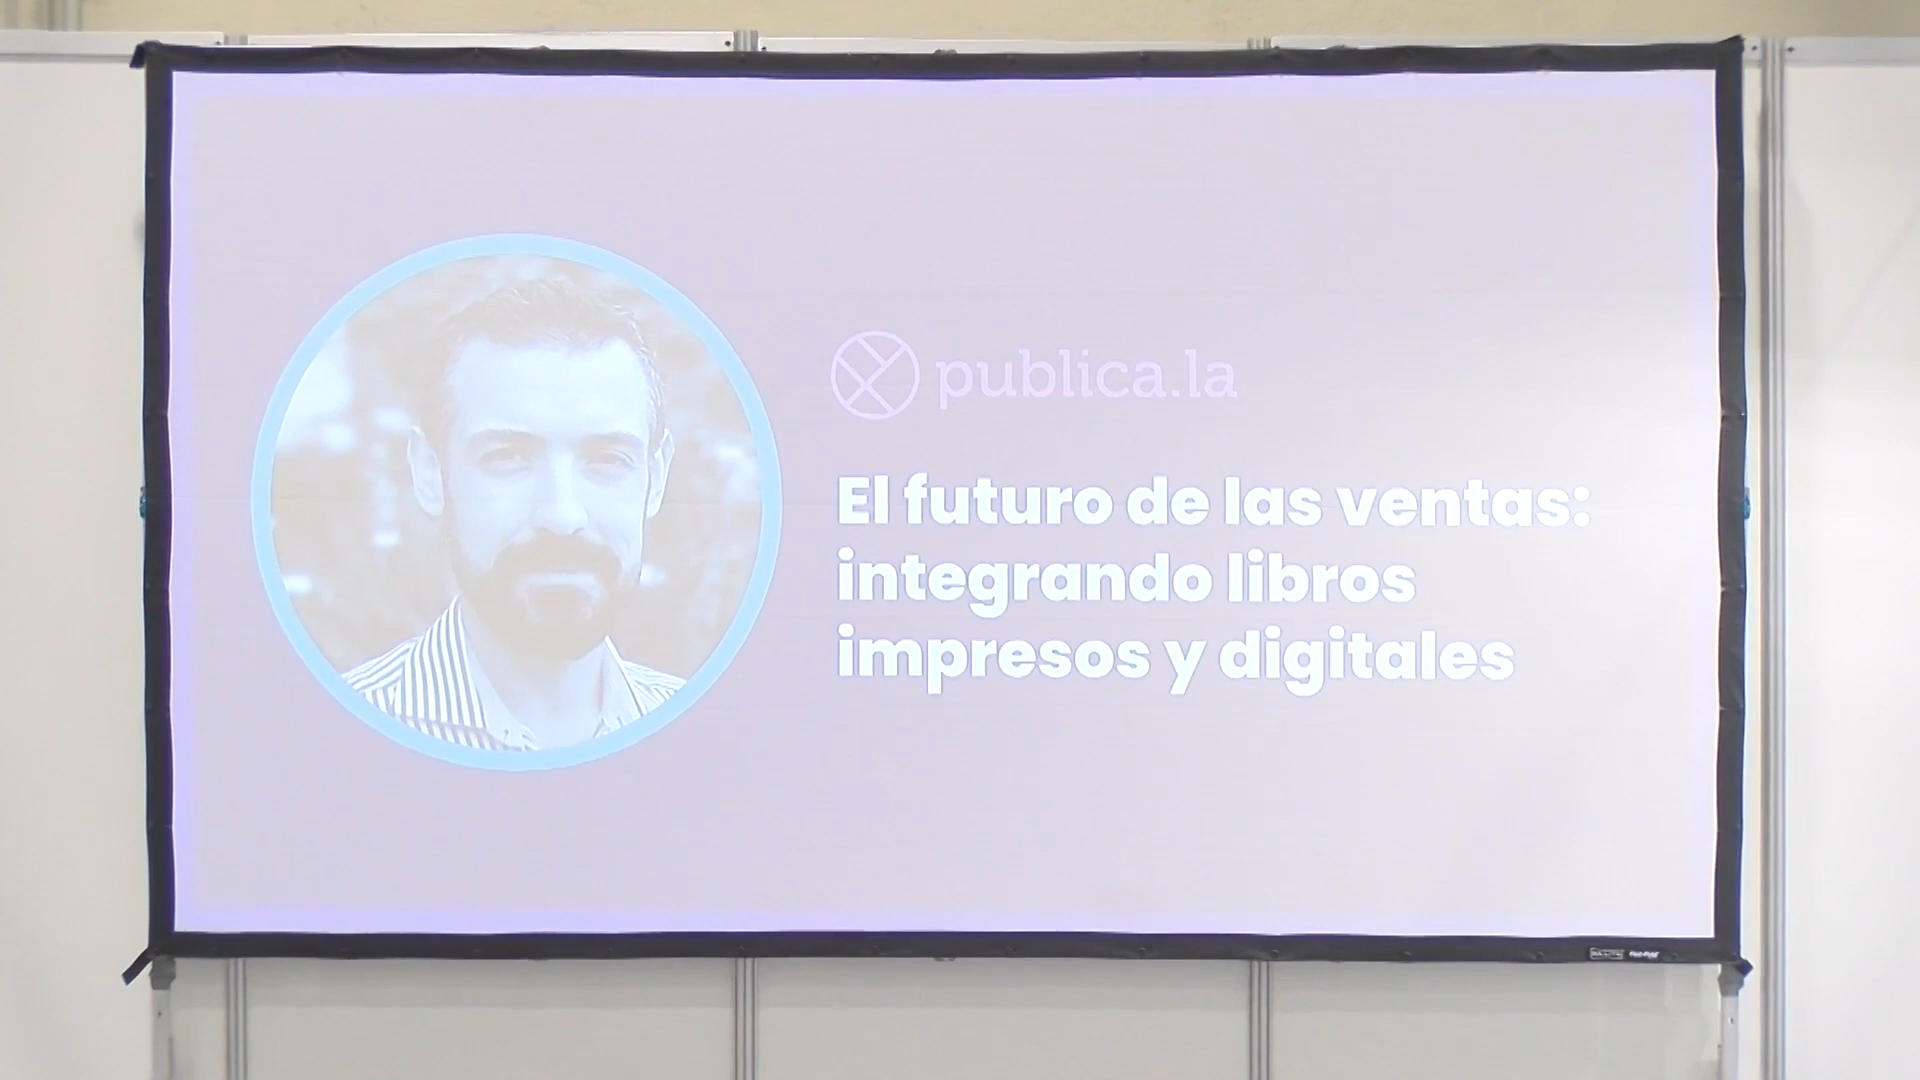 publica.la
El futuro de las ventas:
integrando libros
impresos y digitales